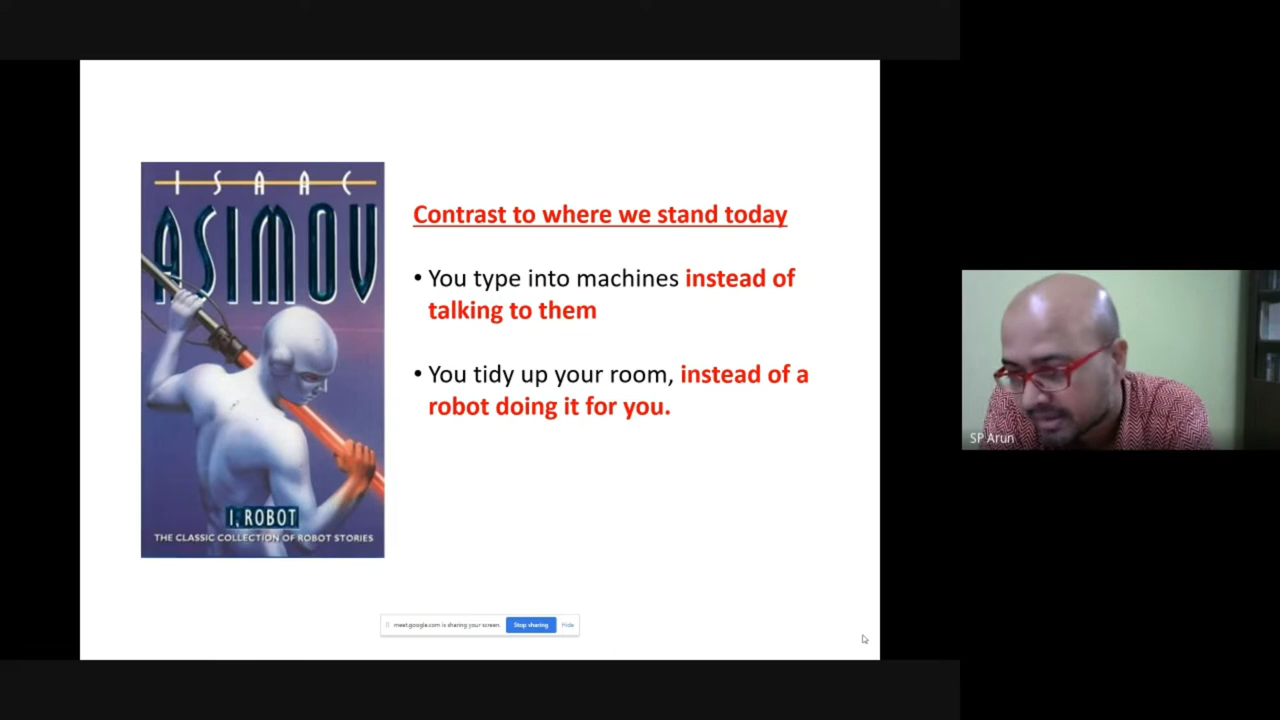 ISAAC
ASIMOV
I, ROBOT
THE CLASSIC COLLECTION OF ROBOT STORIES
Contrast to where we stand today
• You type into machines instead of
talking to them
• You tidy up your room, instead of a
robot doing it for you.
meet.google.com is sharing your screen.
Stop sharing
Hide
SP Arun